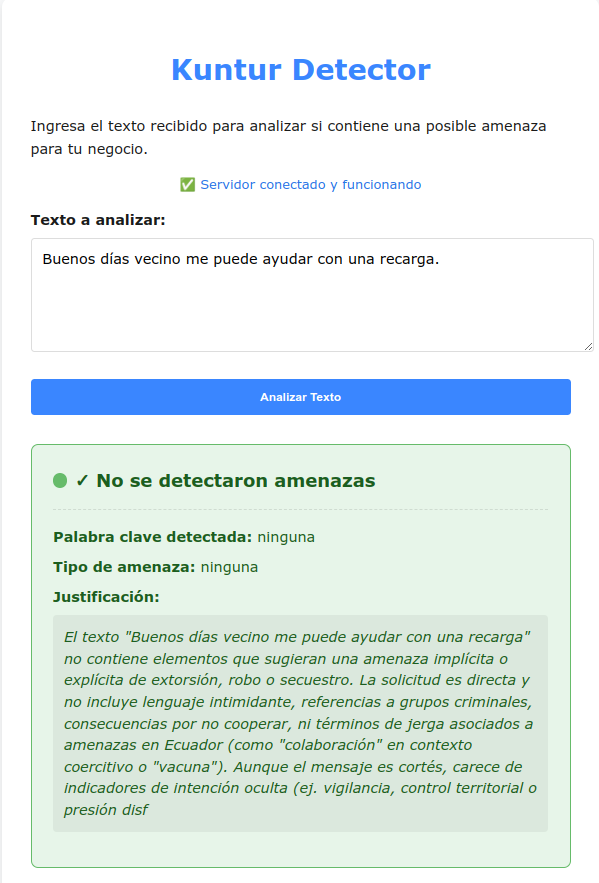 Kuntur Detector
Ingresa el texto recibido para analizar si contiene una posible amenaza
para tu negocio.
✅ Servidor conectado y funcionando
Texto a analizar:
Buenos días vecino me puede ayudar con una recarga.
Analizar Texto
✓ No se detectaron amenazas
Palabra clave detectada: ninguna
Tipo de amenaza: ninguna
Justificación:
El texto "Buenos días vecino me puede ayudar con una recarga"
no contiene elementos que sugieran una amenaza implícita o
explícita de extorsión, robo o secuestro. La solicitud es directa y
no incluye lenguaje intimidante, referencias a grupos criminales,
consecuencias por no cooperar, ni términos de jerga asociados a
amenazas en Ecuador (como "colaboración" en contexto
coercitivo o "vacuna"). Aunque el mensaje es cortés, carece de
indicadores de intención oculta (ej. vigilancia, control territorial o
presión disf